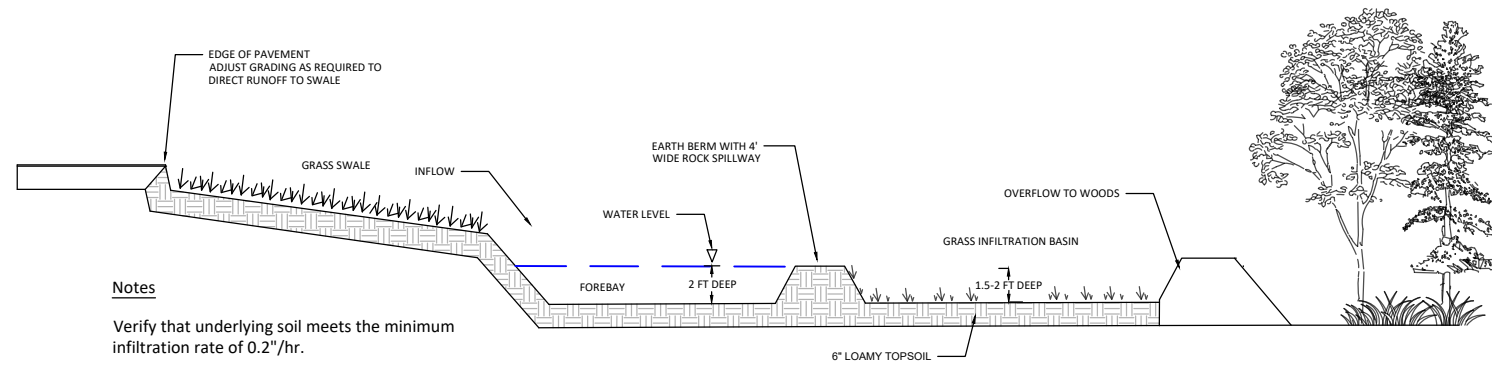 EDGE OF PAVEMENT
ADJUST GRADING AS REQUIRED TO
DIRECT RUNOFF TO SWALE
GRASS SWALE
INFLOW
WATER LEVEL
EARTH BERM WITH 4'
WIDE ROCK SPILLWAY
OVERFLOW TO WOODS
GRASS INFILTRATION BASIN
FOREBAY
2 FT DEEP
1.5-2 FT DEEP
6" LOAMY TOPSOIL
Notes
Verify that underlying soil meets the minimum
infiltration rate of 0.2"/hr.